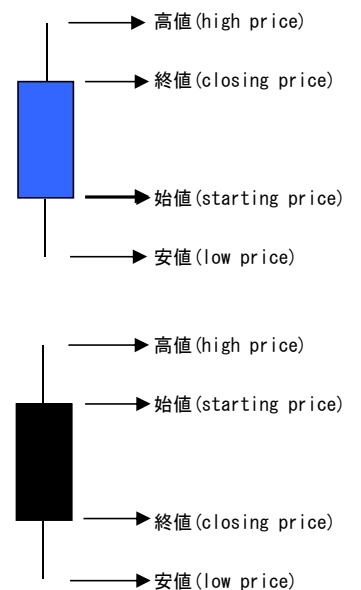 高値(high price)
終値(closing price)
始値(starting price)
安値(low price)
高値(high price)
始値(starting price)
終値(closing price)
安値(low price)